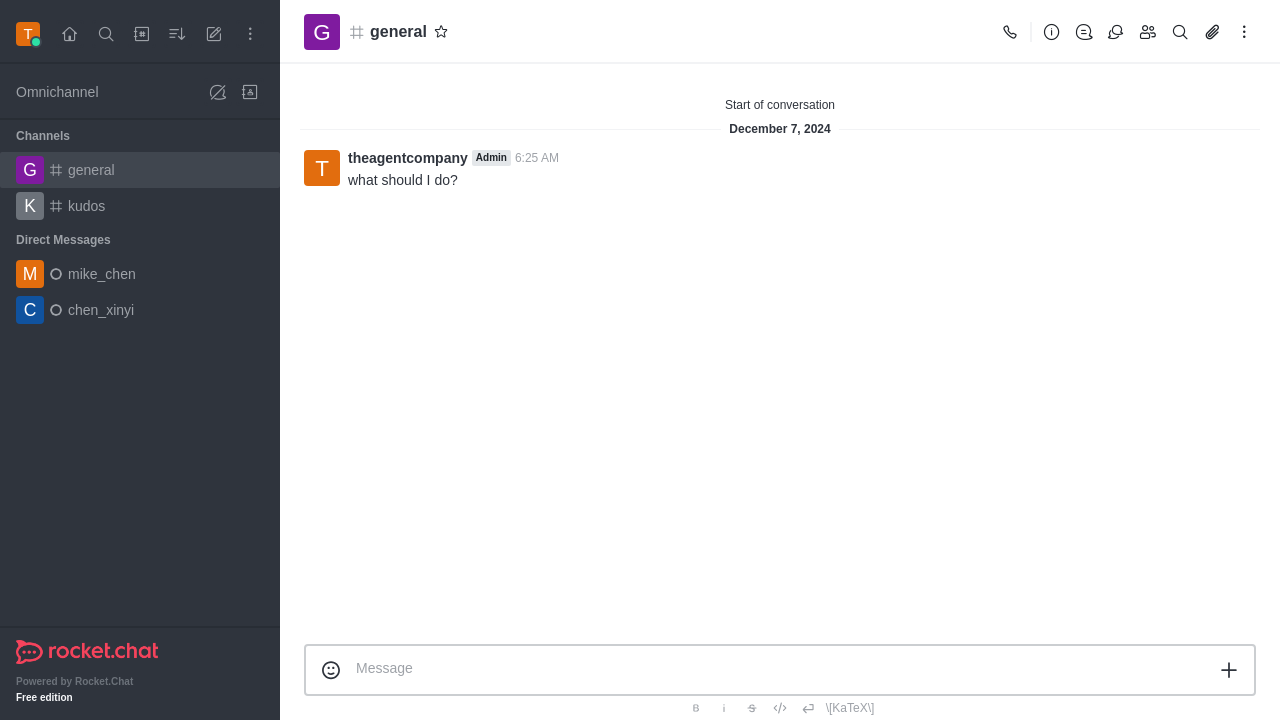 T
Omnichannel
Channels
G general
K kudos
Direct Messages
M mike_chen
C chen_xinyi
rocket.chat
Powered by Rocket.Chat
Free edition
G general
Start of conversation
December 7, 2024
T theagentcompany Admin 6:25 AM
what should I do?
Message
B i S \[KaTeX\]